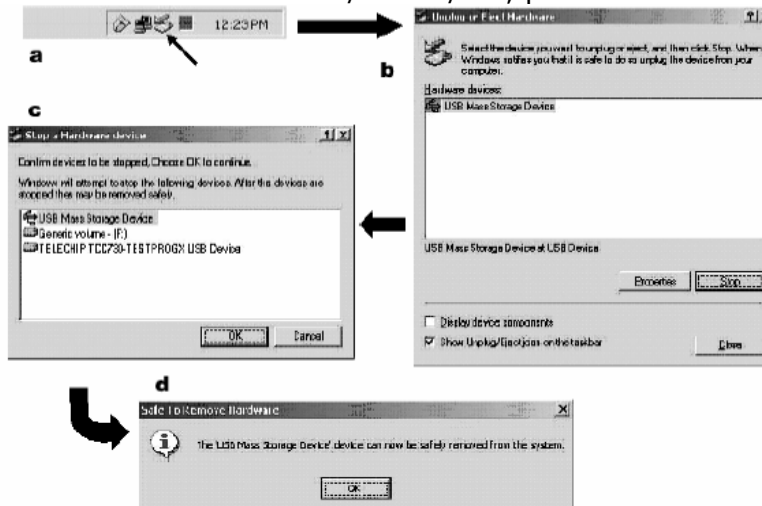 12:23PM
a
Unplug or Eject Hardware
b
Select the device you want to unplug or eject, and then click Stop. When
Windows notifies you that it is safe to do so unplug the device from your
computer.
Hardware devices:
USB Mass Storage Device
USB Mass Storage Device at USB Device
Properties
Stop
Display device components
Show Unplug/Eject icon on the taskbar
Close
c
Stop a Hardware device
Confirm devices to be stopped, Choose OK to continue.
Windows will attempt to stop the following devices. After the devices are
stopped they may be removed safely.
USB Mass Storage Device
Generic volume - (F:)
TELECHIP TCC730-TESTPROGX USB Device
OK
Cancel
d
Safe To Remove Hardware
The 'USB Mass Storage Device' device can now be safely removed from the system.
OK